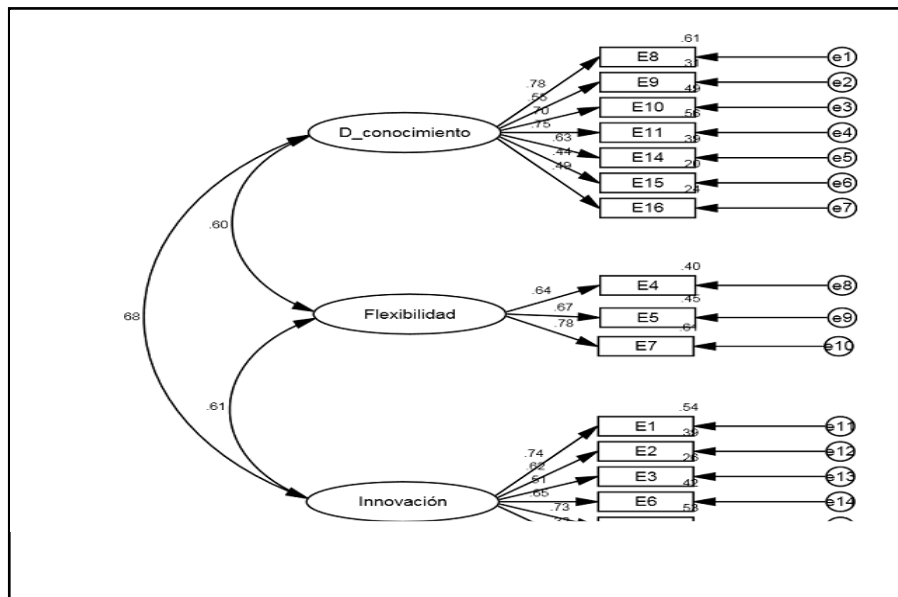 .61
E8
e1
.31
.78
E9
e2
.49
.55
E10
e3
.70
.56
.75
D_conocimiento
E11
e4
.63
.39
E14
e5
.44
.20
.49
E15
e6
.24
E16
e7
.60
.40
.64
E4
e8
.45
68
Flexibilidad
.67
E5
e9
.61
.78
E7
e10
.61
.54
E1
e11
.39
.74
E2
e12
.62
.26
E3
e13
.51
.42
.65
Innovación
E6
e14
.73
.53